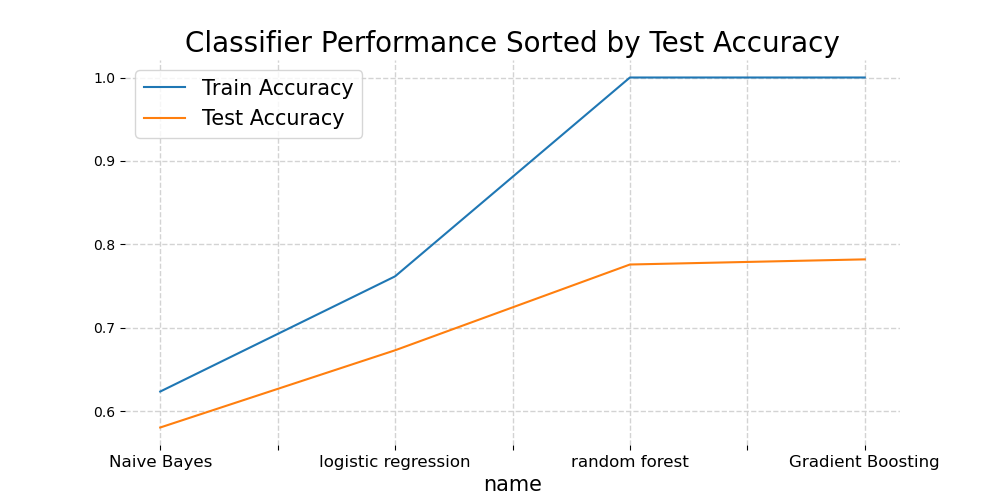 Classifier Performance Sorted by Test Accuracy
Train Accuracy
Test Accuracy
1.0
0.9
0.8
0.7
0.6
Naive Bayes
logistic regression
random forest
Gradient Boosting
name